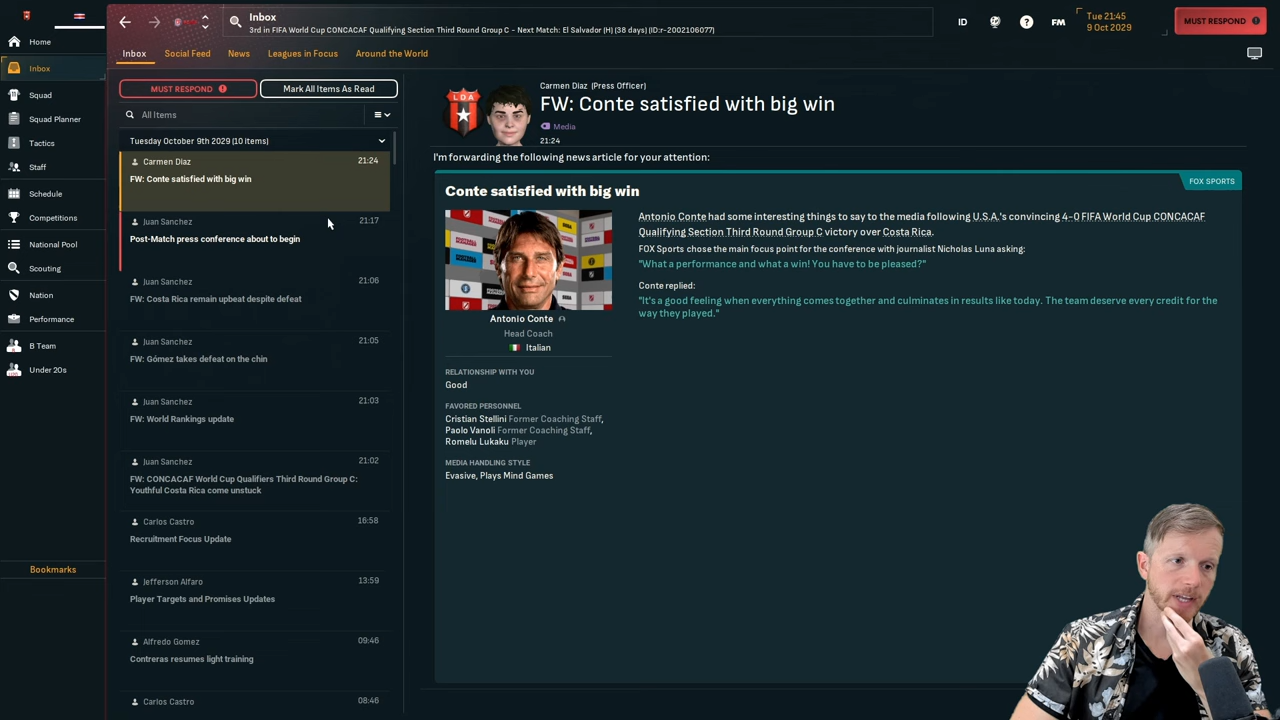 Inbox
3rd in FIFA World Cup CONCACAF Qualifying Section Third Round Group C - Next Match: El Salvador (H) (38 days) (ID:r-2002106077)
ID
?
FM
Tue 21:45
9 Oct 2029
MUST RESPOND
Home
Inbox
Squad
Squad Planner
Tactics
Staff
Schedule
Competitions
National Pool
Scouting
Nation
Performance
B Team
Under 20s
Bookmarks
Inbox
Social Feed
News
Leagues in Focus
Around the World
MUST RESPOND
Mark All Items As Read
All Items
Tuesday October 9th 2029 (10 Items)
Carmen Díaz
21:24
FW: Conte satisfied with big win
Juan Sanchez
21:17
Post-Match press conference about to begin
Juan Sanchez
21:06
FW: Costa Rica remain upbeat despite defeat
Juan Sanchez
21:05
FW: Gómez takes defeat on the chin
Juan Sanchez
21:03
FW: World Rankings update
Juan Sanchez
21:02
FW: CONCACAF World Cup Qualifiers Third Round Group C:
Youthful Costa Rica come unstuck
Carlos Castro
16:58
Recruitment Focus Update
Jefferson Alfaro
13:59
Player Targets and Promises Updates
Alfredo Gomez
09:46
Contreras resumes light training
Carlos Castro
08:46
LDA
Carmen Díaz (Press Officer)
FW: Conte satisfied with big win
Media
21:24
I'm forwarding the following news article for your attention:
FOX SPORTS
Conte satisfied with big win
Antonio Conte
Head Coach
Italian
RELATIONSHIP WITH YOU
Good
FAVORED PERSONNEL
Cristian Stellini Former Coaching Staff,
Paolo Vanoli Former Coaching Staff,
Romelu Lukaku Player
MEDIA HANDLING STYLE
Evasive, Plays Mind Games
Antonio Conte had some interesting things to say to the media following U.S.A.'s convincing 4-0 FIFA World Cup CONCACAF
Qualifying Section Third Round Group C victory over Costa Rica.
FOX Sports chose the main focus point for the conference with journalist Nicholas Luna asking:
"What a performance and what a win! You have to be pleased?"
Conte replied:
"It's a good feeling when everything comes together and culminates in results like today. The team deserve every credit for the
way they played."